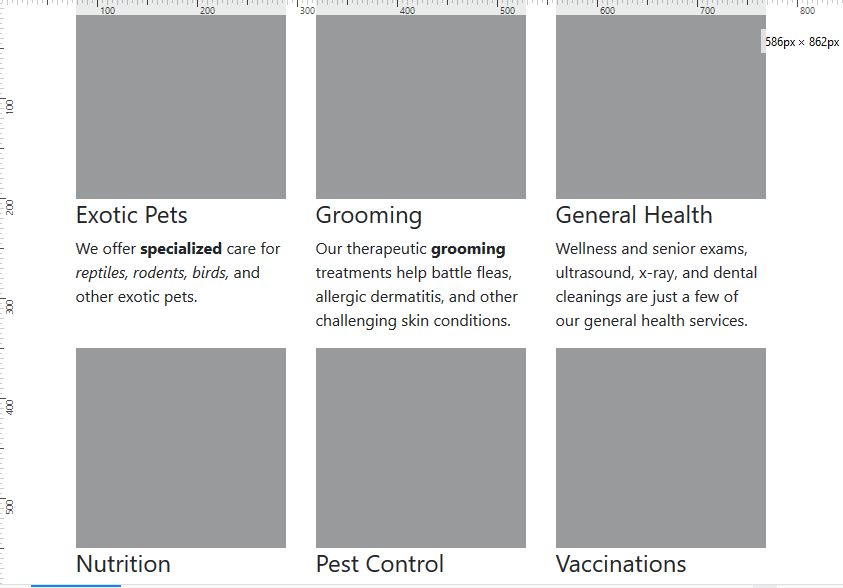 100 200 300 400 500 600 700 800
586px × 862px
100
200
Exotic Pets
Grooming
General Health
We offer specialized care for
reptiles, rodents, birds, and
other exotic pets.
Our therapeutic grooming
treatments help battle fleas,
allergic dermatitis, and other
challenging skin conditions.
Wellness and senior exams,
ultrasound, x-ray, and dental
cleanings are just a few of
our general health services.
300
400
500
Nutrition
Pest Control
Vaccinations